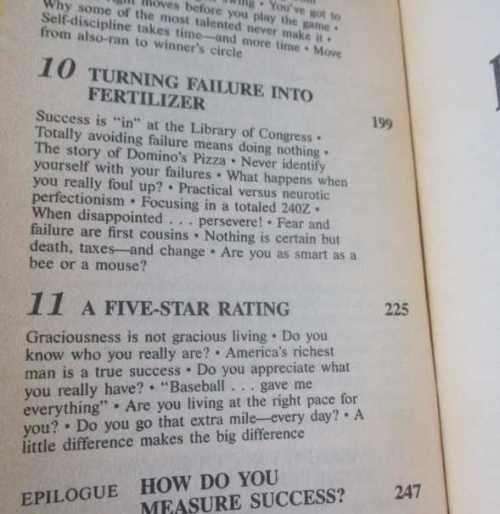 swing • You've got to
right moves before you play the game •
Why some of the most talented never make it •
Self-discipline takes time—and more time • Move
from also-ran to winner's circle
10 TURNING FAILURE INTO
FERTILIZER 199
Success is "in" at the Library of Congress •
Totally avoiding failure means doing nothing •
The story of Domino's Pizza • Never identify
yourself with your failures • What happens when
you really foul up? • Practical versus neurotic
perfectionism • Focusing in a totaled 240Z •
When disappointed . . . persevere! • Fear and
failure are first cousins • Nothing is certain but
death, taxes—and change • Are you as smart as a
bee or a mouse?
11 A FIVE-STAR RATING 225
Graciousness is not gracious living • Do you
know who you really are? • America's richest
man is a true success • Do you appreciate what
you really have? • "Baseball . . . gave me
everything" • Are you living at the right pace for
you? • Do you go that extra mile—every day? • A
little difference makes the big difference
EPILOGUE HOW DO YOU
MEASURE SUCCESS? 247